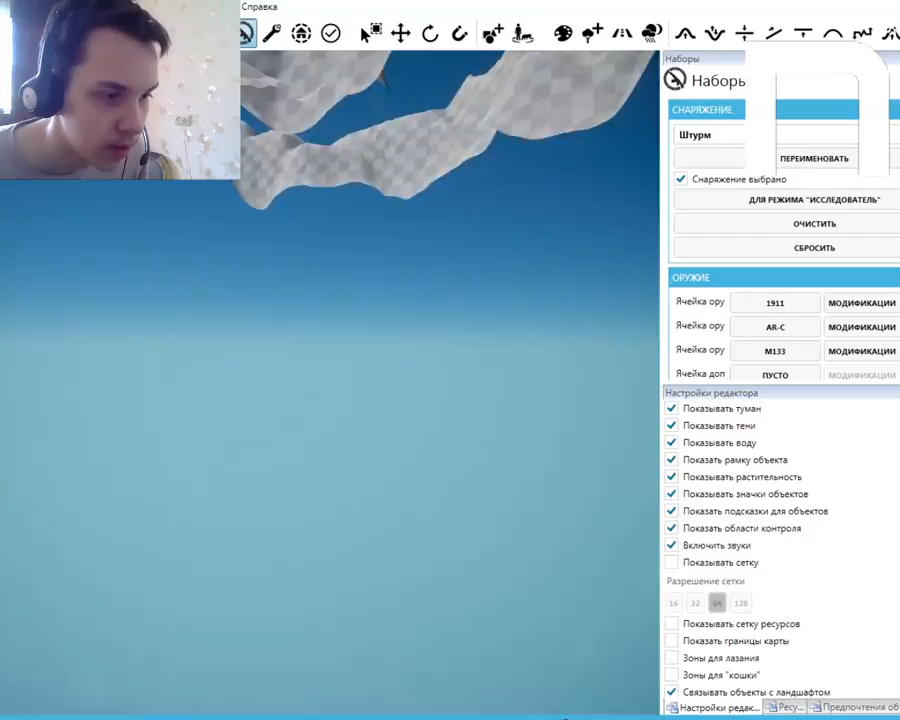 Справка
Наборы
Наборы
СНАРЯЖЕНИЕ
Штурм
ПЕРЕИМЕНОВАТЬ
Снаряжение выбрано
ДЛЯ РЕЖИМА "ИССЛЕДОВАТЕЛЬ"
ОЧИСТИТЬ
СБРОСИТЬ
ОРУЖИЕ
Ячейка ору 1911 МОДИФИКАЦИИ
Ячейка ору AR-C МОДИФИКАЦИИ
Ячейка ору M133 МОДИФИКАЦИИ
Ячейка доп ПУСТО МОДИФИКАЦИИ
Настройки редактора
Показывать туман
Показывать тени
Показывать воду
Показать рамку объекта
Показывать растительность
Показывать значки объектов
Показать подсказки для объектов
Показать области контроля
Включить звуки
Показывать сетку
Разрешение сетки
16 32 64 128
Показывать сетку ресурсов
Показать границы карты
Зоны для лазания
Зоны для "кошки"
Связывать объекты с ландшафтом
Настройки редак... Ресу... Предпочтения об